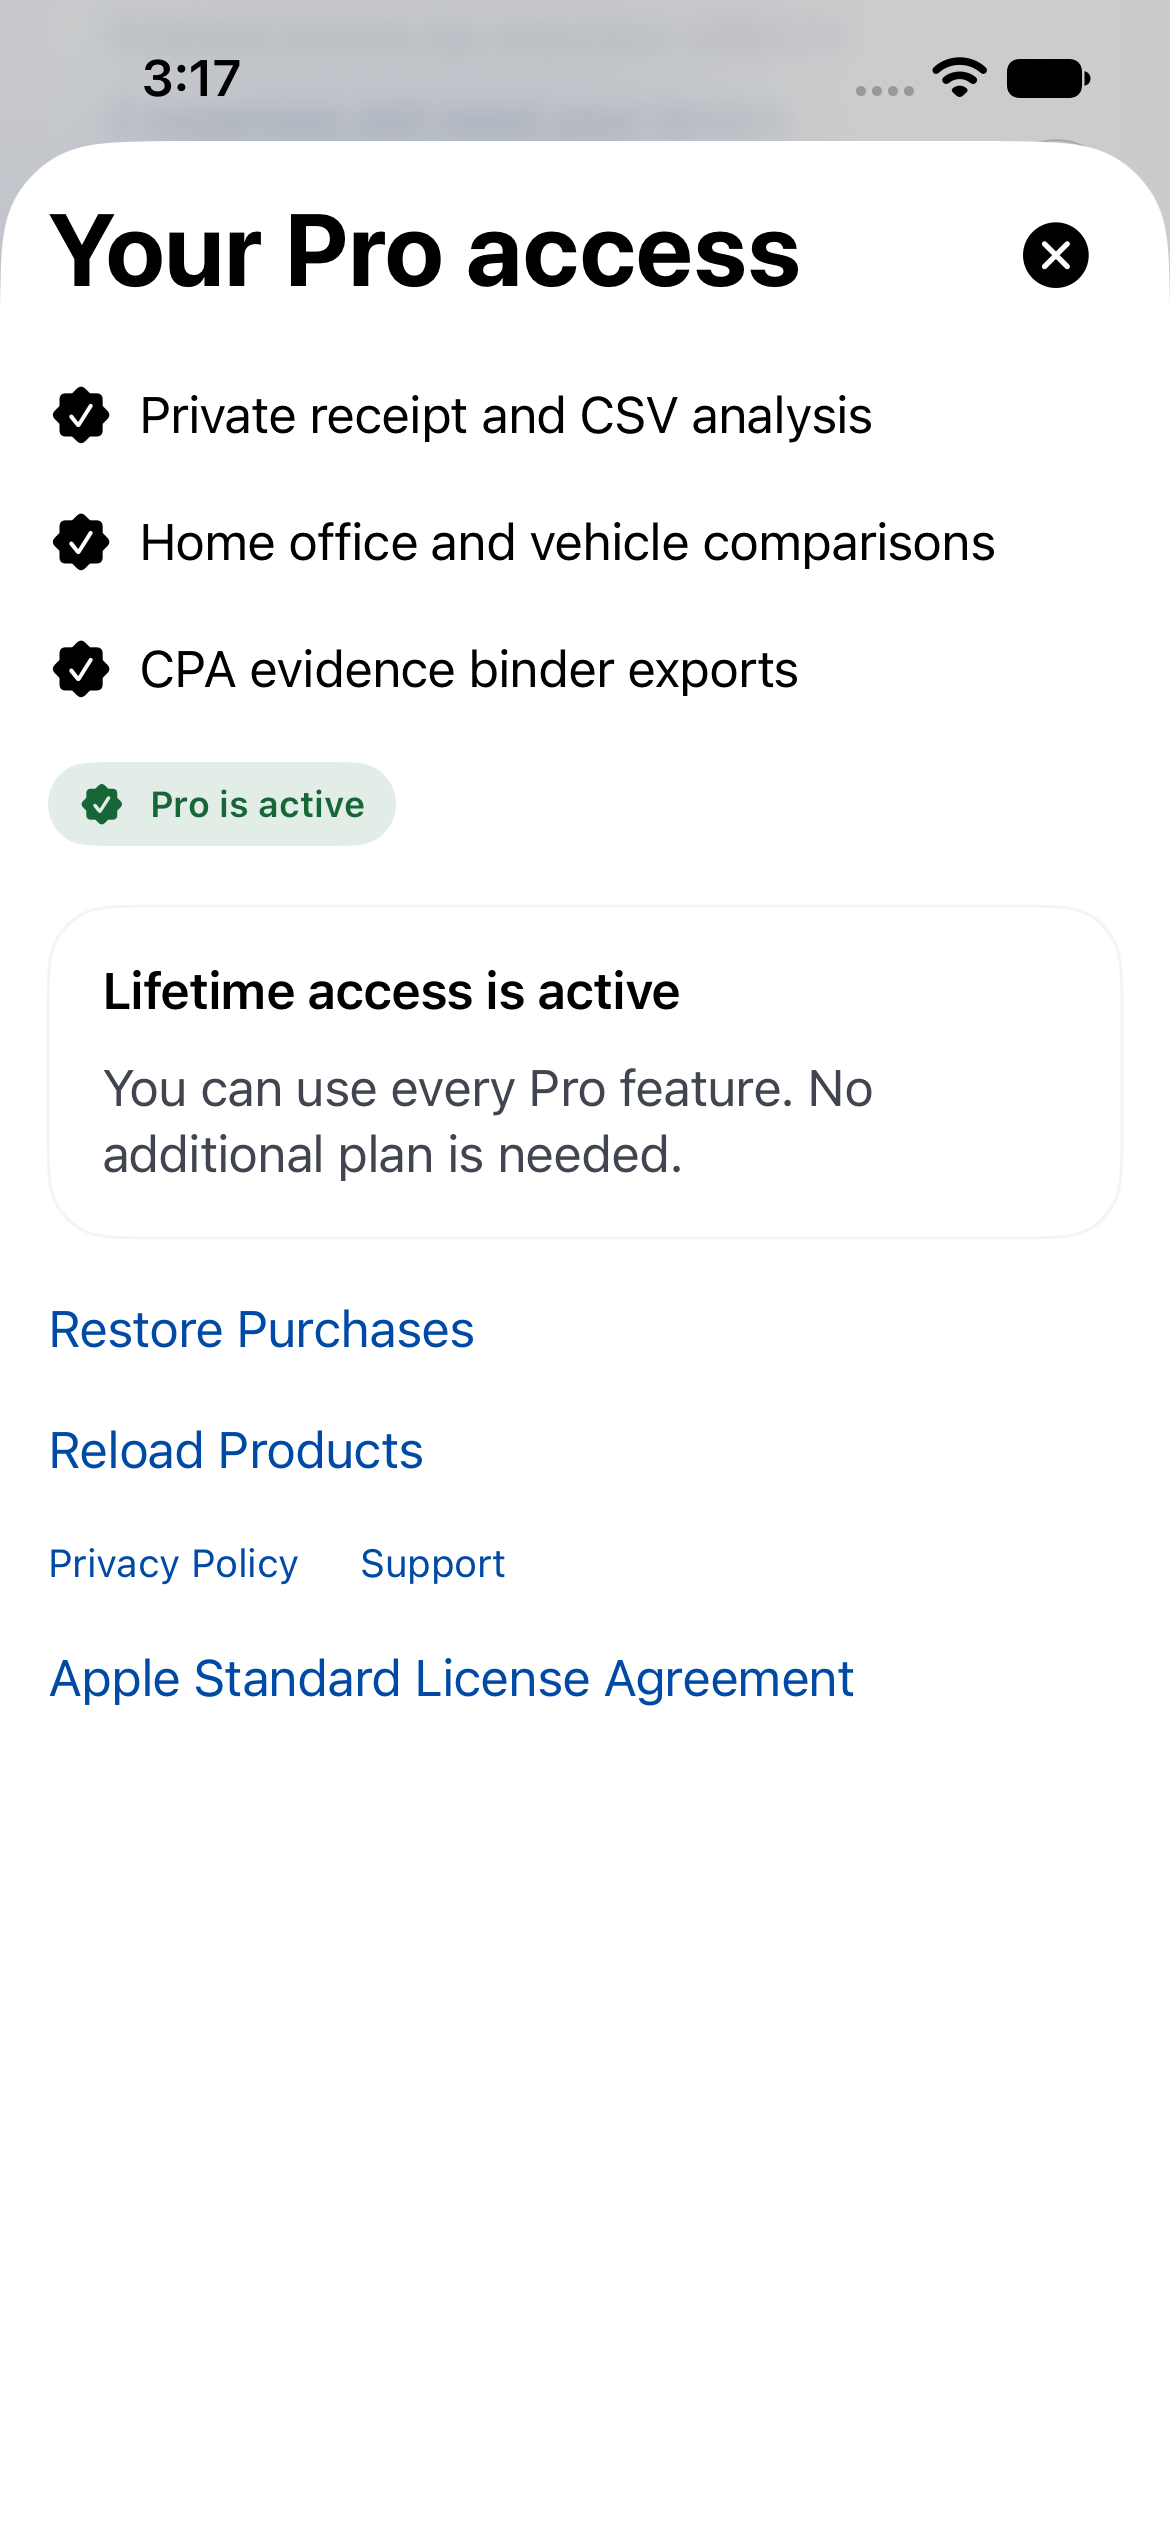 3:17
Your Pro access
Private receipt and CSV analysis
Home office and vehicle comparisons
CPA evidence binder exports
Pro is active
Lifetime access is active
You can use every Pro feature. No
additional plan is needed.
Restore Purchases
Reload Products
Privacy Policy Support
Apple Standard License Agreement